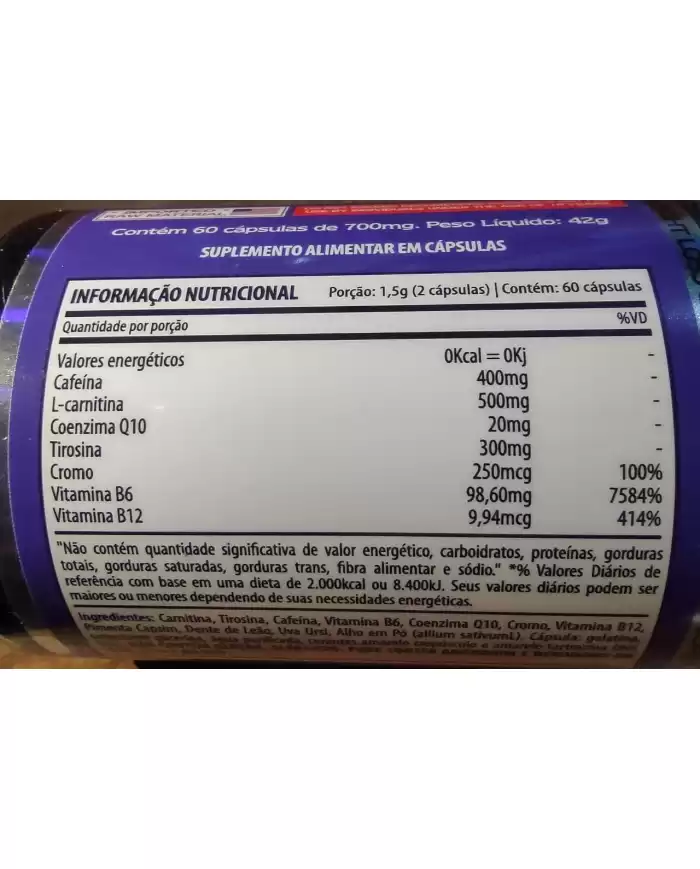 IMPORTED
RAW MATERIAL
Contém 60 cápsulas de 700mg. Peso Líquido: 42g
SUPLEMENTO ALIMENTAR EM CÁPSULAS
INFORMAÇÃO NUTRICIONAL Porção: 1,5g (2 cápsulas) | Contém: 60 cápsulas
Quantidade por porção %VD
Valores energéticos 0Kcal = 0Kj -
Cafeína 400mg -
L-carnitina 500mg -
Coenzima Q10 20mg -
Tirosina 300mg -
Cromo 250mcg 100%
Vitamina B6 98,60mg 7584%
Vitamina B12 9,94mcg 414%
"Não contém quantidade significativa de valor energético, carboidratos, proteínas, gorduras
totais, gorduras saturadas, gorduras trans, fibra alimentar e sódio." *% Valores Diários de
referência com base em uma dieta de 2.000kcal ou 8.400kJ. Seus valores diários podem ser
maiores ou menores dependendo de suas necessidades energéticas.
Ingredientes: Carnitina, Tirosina, Cafeína, Vitamina B6, Coenzima Q10, Cromo, Vitamina B12,
Pimenta Capsim, Dente de Leão, Uva Ursi, Alho em Pó (allium sativumL). Cápsula: gelatina,